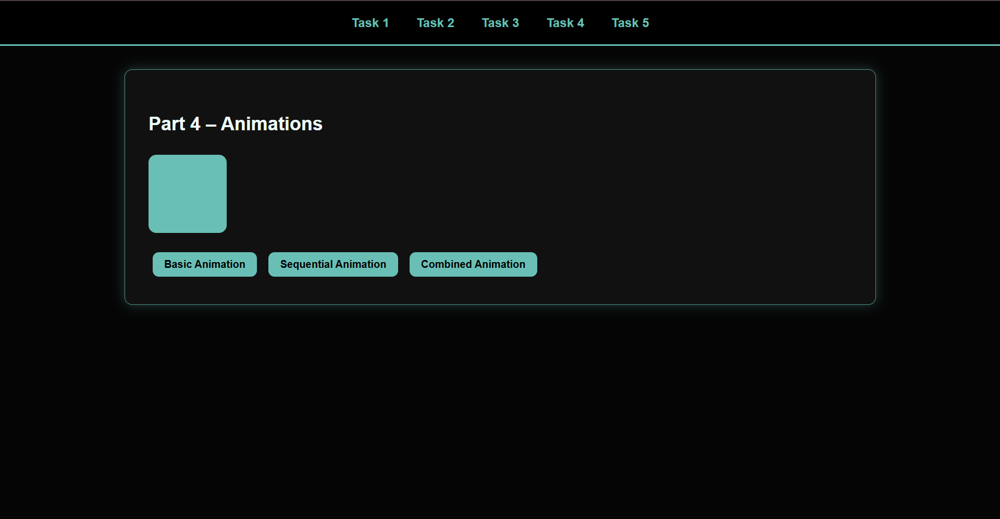 Task 1 Task 2 Task 3 Task 4 Task 5
Part 4 – Animations
Basic Animation Sequential Animation Combined Animation